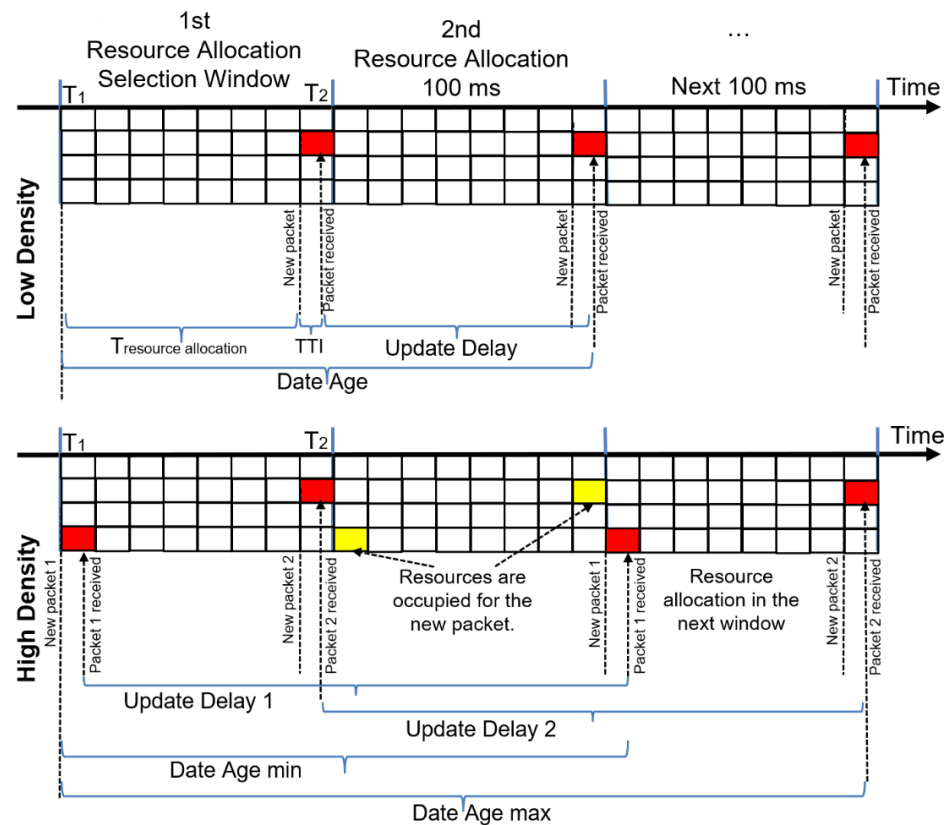 1st
Resource Allocation
Selection Window
2nd
Resource Allocation
100 ms
...
Next 100 ms
Time
T1
T2
Low Density
New packet
Packet received
New packet
Packet received
New packet
Packet received
Tresource allocation
TTI
Update Delay
Date Age
T1
T2
Time
High Density
New packet 1
Packet 1 received
New packet 2
Packet 2 received
Resources are
occupied for the
new packet.
New packet 1
Packet 1 received
Resource
allocation in the
next window
New packet 2
Packet 2 received
Update Delay 1
Update Delay 2
Date Age min
Date Age max